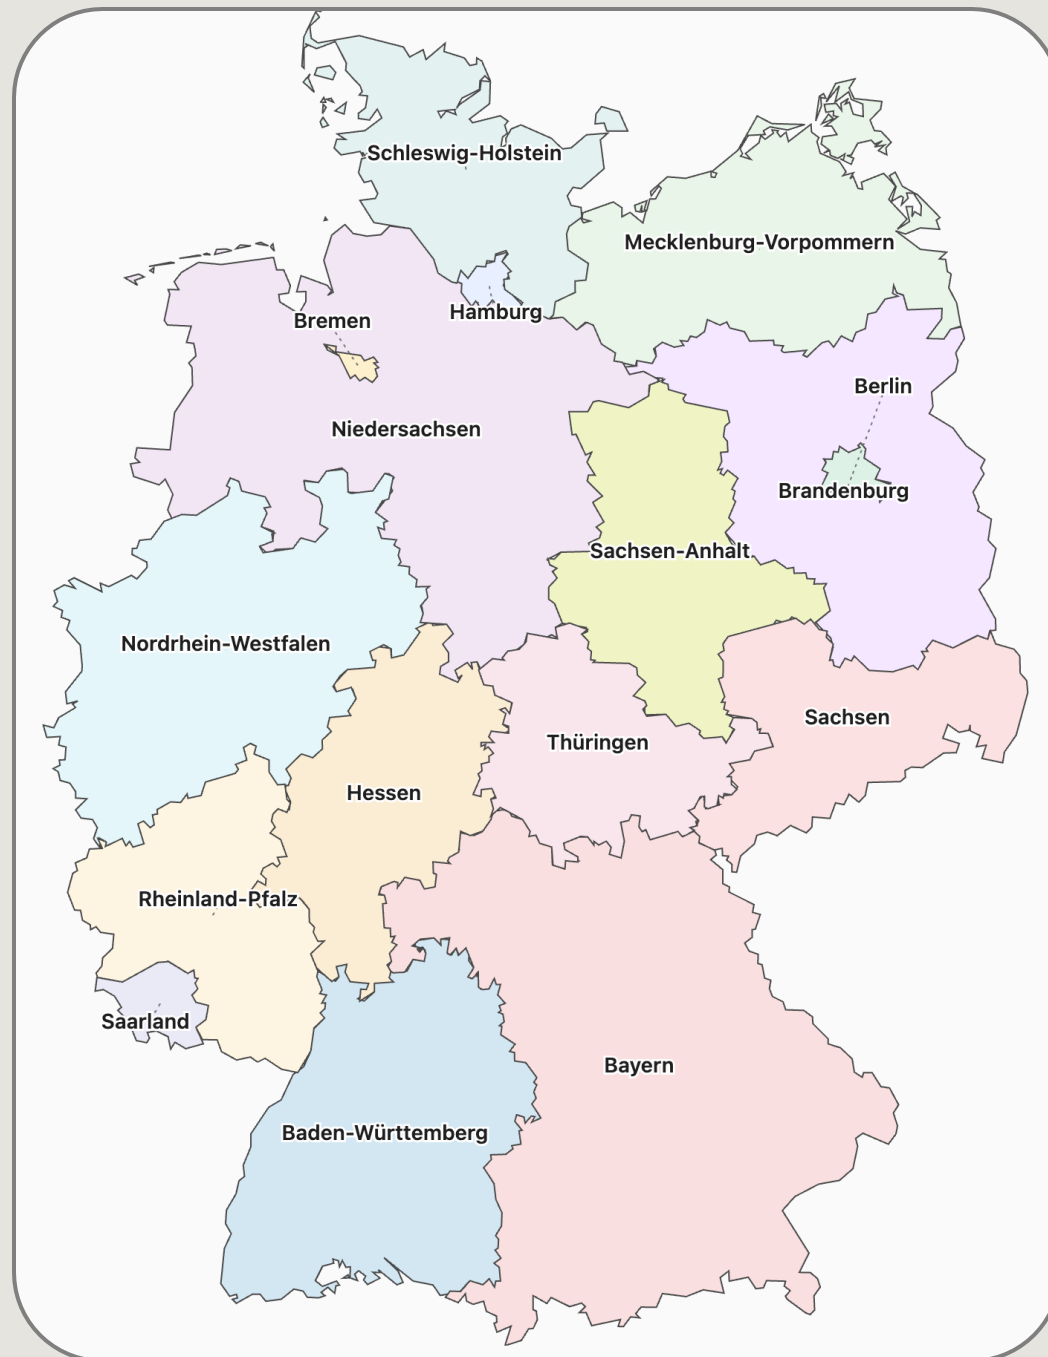 Schleswig-Holstein
Mecklenburg-Vorpommern
Hamburg
Bremen
Berlin
Niedersachsen
Brandenburg
Sachsen-Anhalt
Nordrhein-Westfalen
Sachsen
Thüringen
Hessen
Rheinland-Pfalz
Saarland
Bayern
Baden-Württemberg